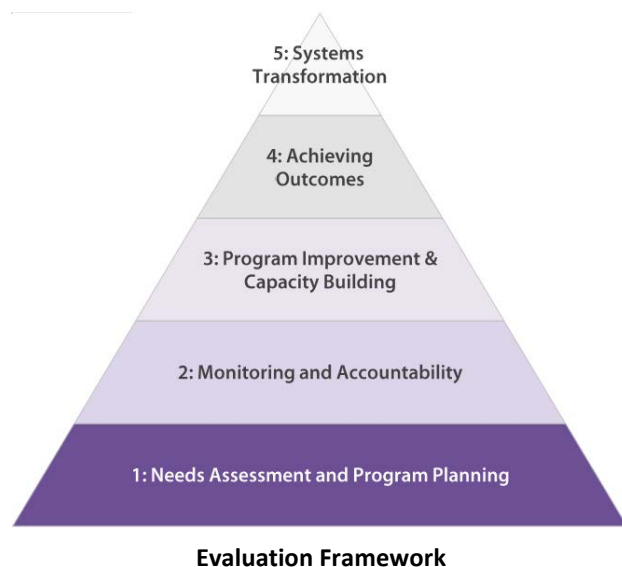 5: Systems
Transformation
4: Achieving
Outcomes
3: Program Improvement &
Capacity Building
2: Monitoring and Accountability
1: Needs Assessment and Program Planning
Evaluation Framework